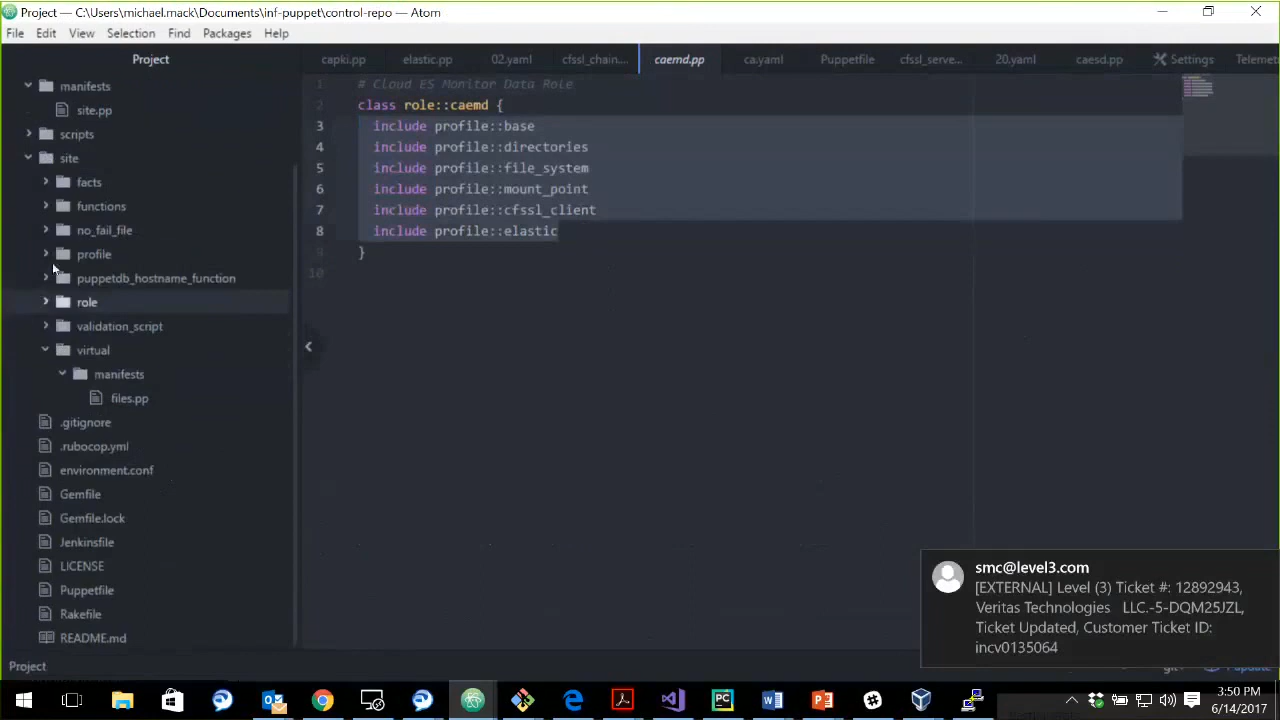 Project — C:\Users\michael.mack\Documents\inf-puppet\control-repo — Atom
File Edit View Selection Find Packages Help
Project
capki.pp elastic.pp 02.yaml cfssl_chain.... caemd.pp ca.yaml Puppetfile cfssl_serve... 20.yaml caesd.pp Settings Telemet
manifests
site.pp
scripts
site
facts
functions
no_fail_file
profile
puppetdb_hostname_function
role
validation_script
virtual
manifests
files.pp
.gitignore
.rubocop.yml
environment.conf
Gemfile
Gemfile.lock
Jenkinsfile
LICENSE
Puppetfile
Rakefile
README.md
1 # Cloud ES Monitor Data Role
2 class role::caemd {
3 include profile::base
4 include profile::directories
5 include profile::file_system
6 include profile::mount_point
7 include profile::cfssl_client
8 include profile::elastic
9 }
10
smc@level3.com
[EXTERNAL] Level (3) Ticket #: 12892943,
Veritas Technologies LLC.-5-DQM25JZL,
Ticket Updated, Customer Ticket ID:
incv0135064
Project
3:50 PM
6/14/2017